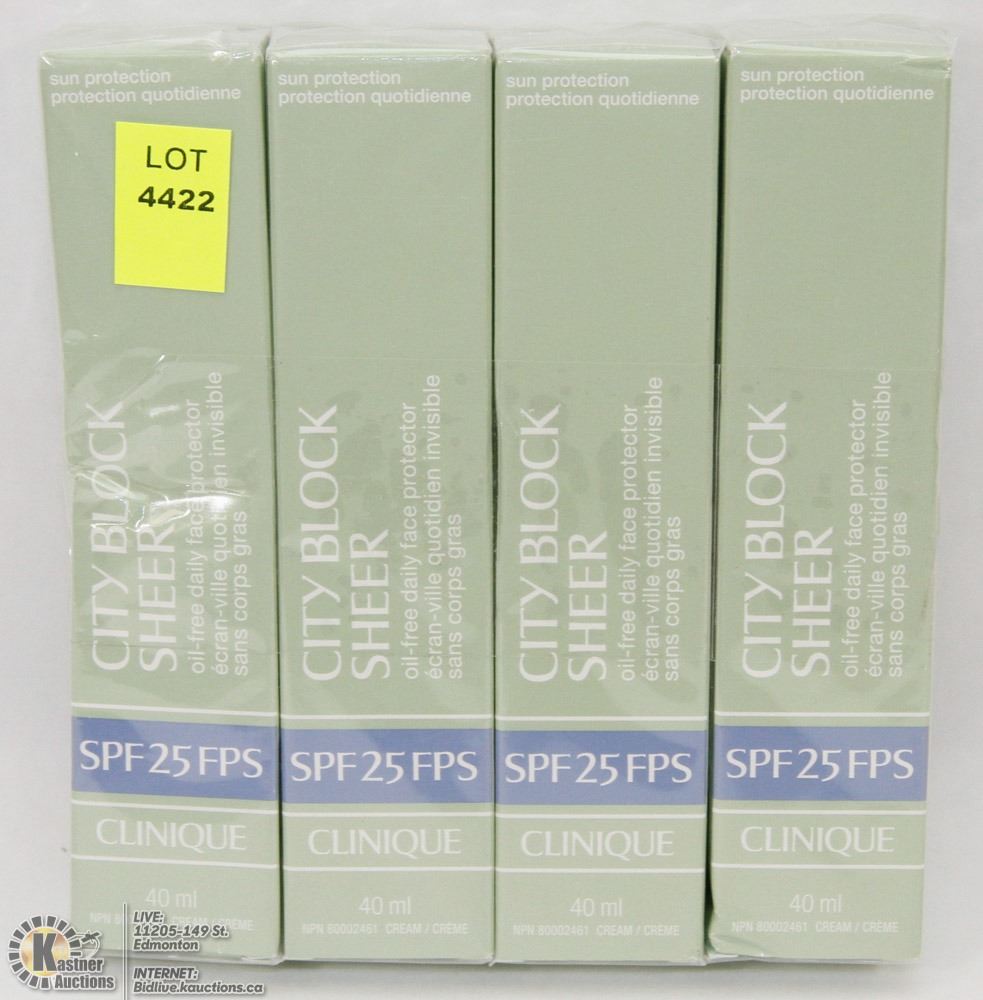 sun protection
protection quotidienne
LOT
4422
CITY BLOCK
SHEER
oil-free daily face protector
écran-ville quotidien invisible
sans corps gras
SPF 25 FPS
CLINIQUE
40 ml
NPN CREAM / CRÈME
sun protection
protection quotidienne
CITY BLOCK
SHEER
oil-free daily face protector
écran-ville quotidien invisible
sans corps gras
SPF 25 FPS
CLINIQUE
40 ml
NPN 80002461 CREAM / CRÈME
sun protection
protection quotidienne
CITY BLOCK
SHEER
oil-free daily face protector
écran-ville quotidien invisible
sans corps gras
SPF 25 FPS
CLINIQUE
40 ml
NPN 80002461 CREAM / CRÈME
sun protection
protection quotidienne
CITY BLOCK
SHEER
oil-free daily face protector
écran-ville quotidien invisible
sans corps gras
SPF 25 FPS
CLINIQUE
40 ml
NPN 80002461 CREAM / CRÈME
Kastner
Auctions
LIVE:
11205-149 St.
Edmonton
INTERNET:
Bidlive.kauctions.ca